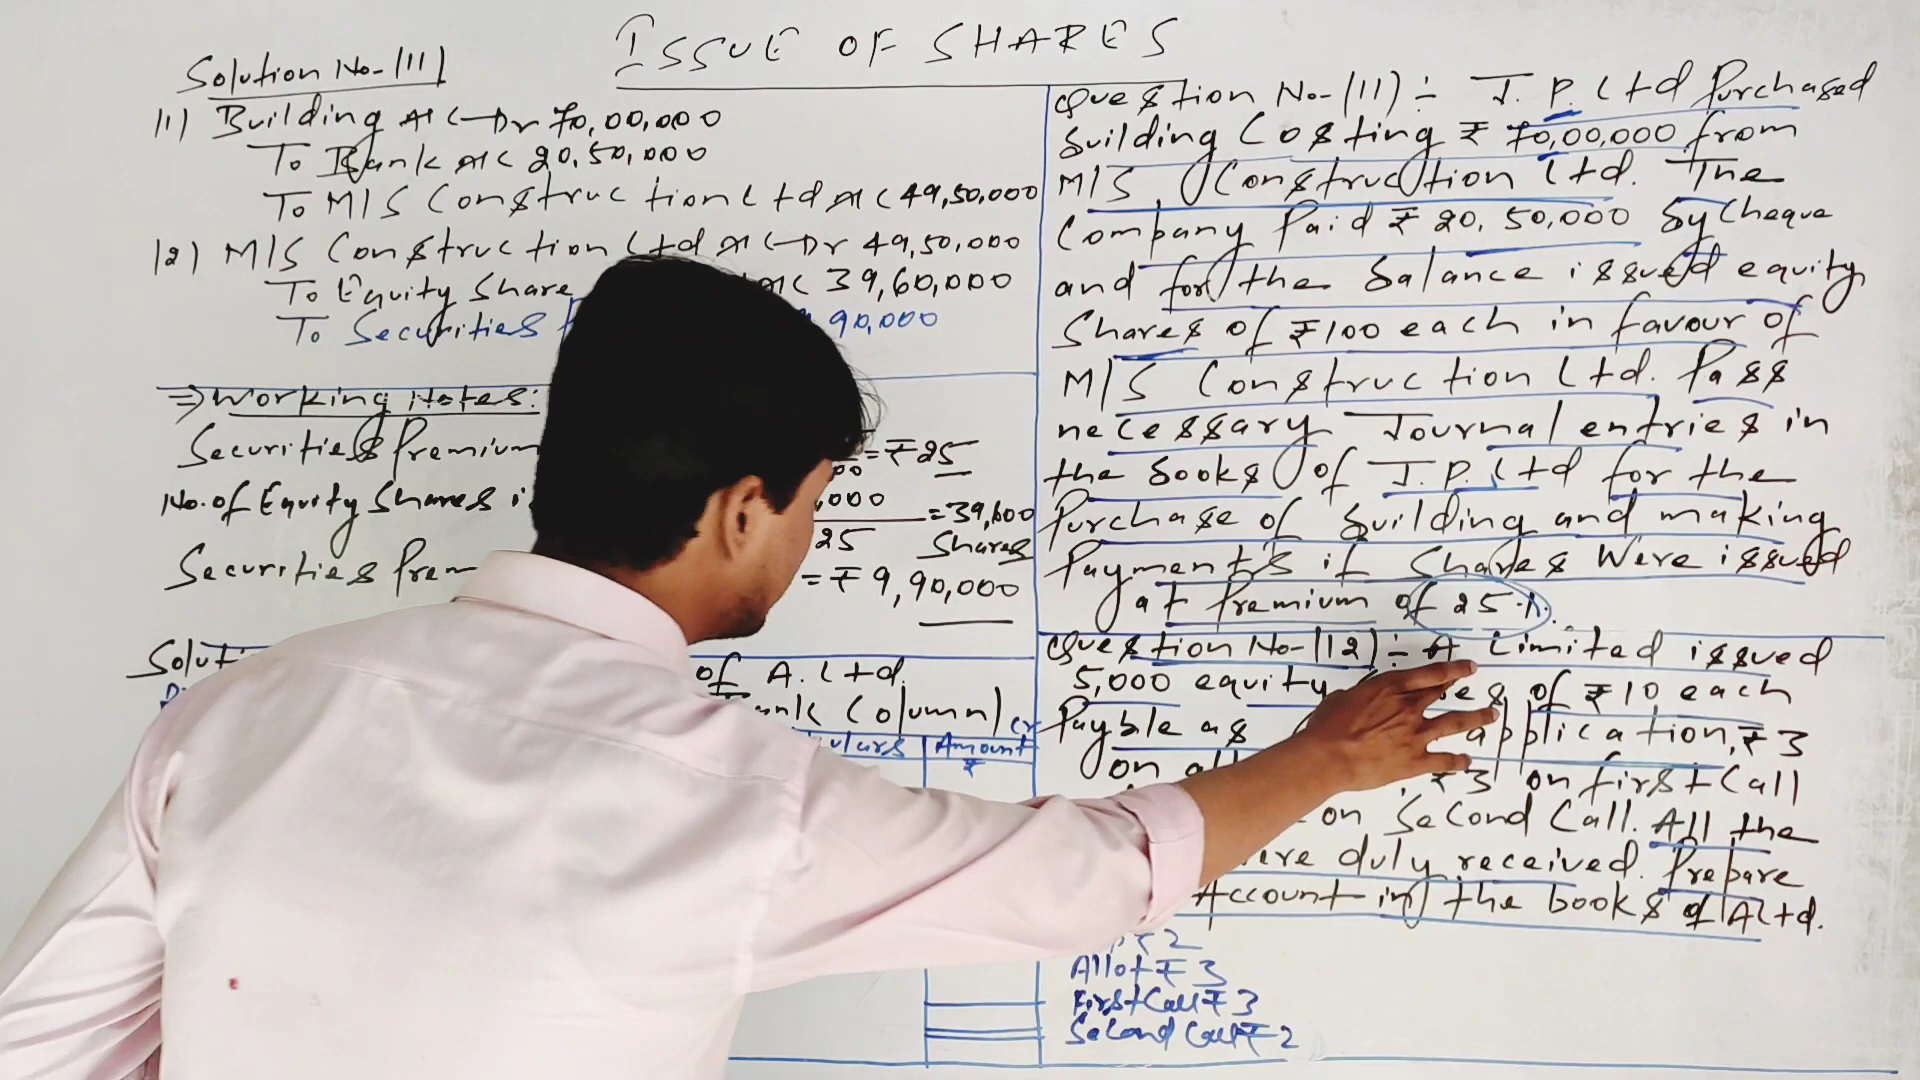 ISSUE OF SHARES
Solution No-(11)
(1) Building A/c-Dr 70,00,000
To Bank A/c 20,50,000
To M/S Construction Ltd A/c 49,50,000
(2) M/S Construction Ltd A/c-Dr 49,50,000
To Equity Share A/c 39,60,000
To Securities 90,000
⇒ Working Notes:
Securities Premium = ₹25
No. of Equity Shares = 39,600
25 Shares
Securities Prem = ₹9,90,000
of A. Ltd.
Column) Cr
Amount
₹
Question No-(11) ÷ J.P. Ltd Purchased
building Costing ₹ 70,00,000 from
M/S Construction Ltd. The
Company Paid ₹ 20,50,000 by Cheque
and for the balance issued equity
Shares of ₹100 each in favour of
M/S Construction Ltd. Pass
necessary Journal entries in
the books of J.P. Ltd for the
Purchase of building and making
Payments if Shares Were issued
at Premium of 25%.
Question No-(12) ÷ A Limited issued
5,000 equity of ₹10 each
Payable as application, ₹3
on ₹3 on first Call
on Second Call. All the
duly received. Prepare
Account in the books of A Ltd.
₹2
Allot ₹3
First Call ₹3
Second Call ₹2